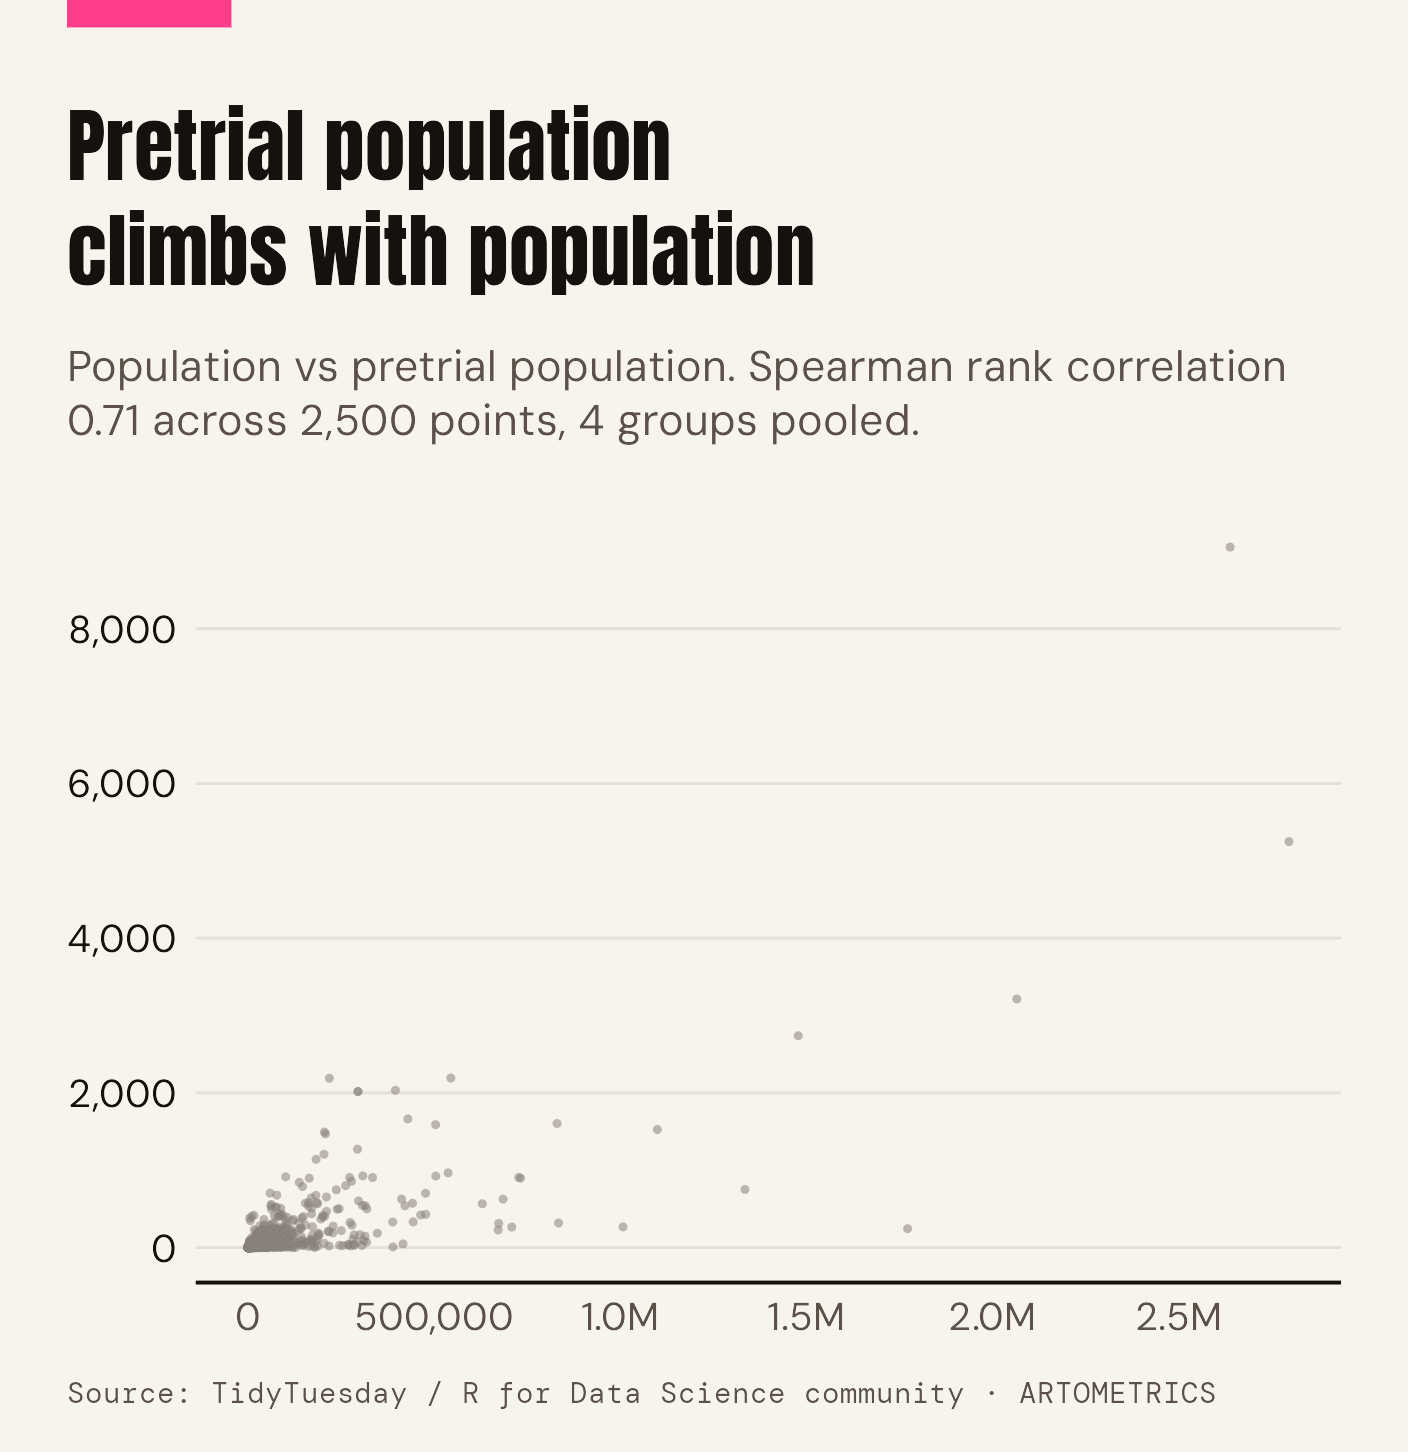 Pretrial population
climbs with population
Population vs pretrial population. Spearman rank correlation
0.71 across 2,500 points, 4 groups pooled.
8,000
6,000
4,000
2,000
0
0 500,000 1.0M 1.5M 2.0M 2.5M
Source: TidyTuesday / R for Data Science community · ARTOMETRICS